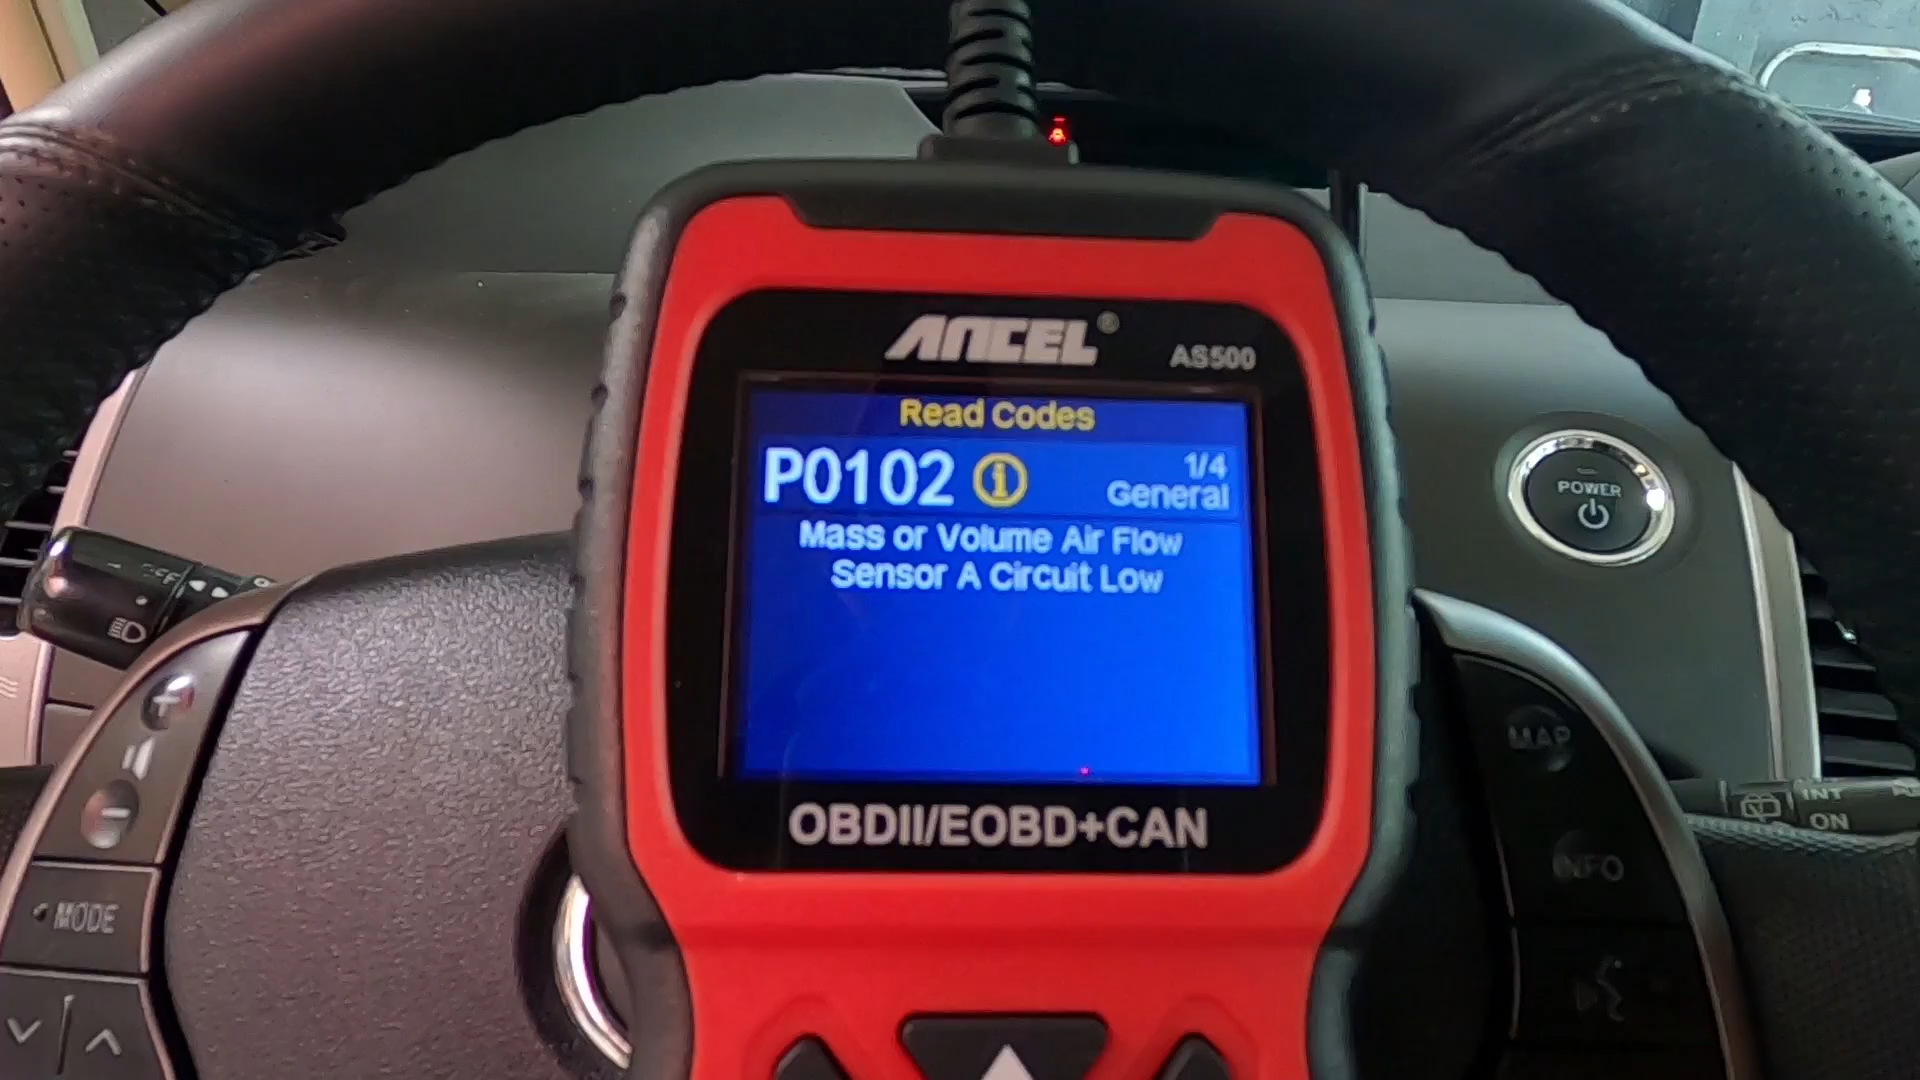 ANCEL®
AS500
Read Codes
P0102
1/4
General
Mass or Volume Air Flow
Sensor A Circuit Low
OBDII/EOBD+CAN
POWER
OFF
MODE
MAP
INFO
INT
ON